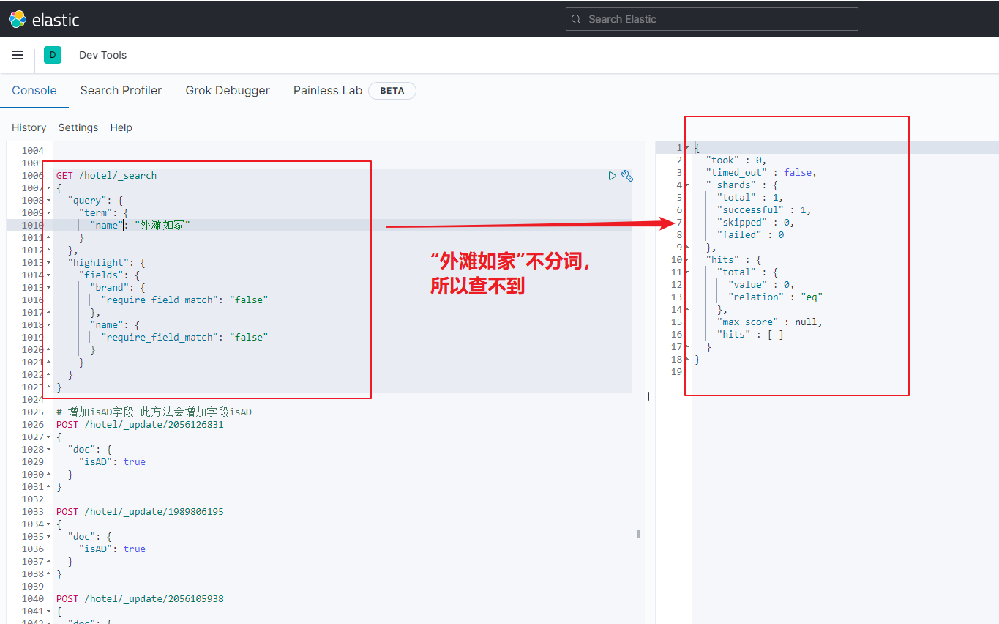 elastic
Search Elastic
D
Dev Tools
Console
Search Profiler
Grok Debugger
Painless Lab
BETA
History
Settings
Help
1004
1005
1006 GET /hotel/_search
1007 {
1008 "query": {
1009 "term": {
1010 "name": "外滩如家"
1011 }
1012 },
1013 "highlight": {
1014 "fields": {
1015 "brand": {
1016 "require_field_match": "false"
1017 },
1018 "name": {
1019 "require_field_match": "false"
1020 }
1021 }
1022 }
1023 }
1024
1025 # 增加isAD字段 此方法会增加字段isAD
1026 POST /hotel/_update/2056126831
1027 {
1028 "doc": {
1029 "isAD": true
1030 }
1031 }
1032
1033 POST /hotel/_update/1989806195
1034 {
1035 "doc": {
1036 "isAD": true
1037 }
1038 }
1039
1040 POST /hotel/_update/2056105938
1041 {
1042 "doc": {
“外滩如家”不分词，
所以查不到
1 {
2 "took" : 0,
3 "timed_out" : false,
4 "_shards" : {
5 "total" : 1,
6 "successful" : 1,
7 "skipped" : 0,
8 "failed" : 0
9 },
10 "hits" : {
11 "total" : {
12 "value" : 0,
13 "relation" : "eq"
14 },
15 "max_score" : null,
16 "hits" : [ ]
17 }
18 }
19